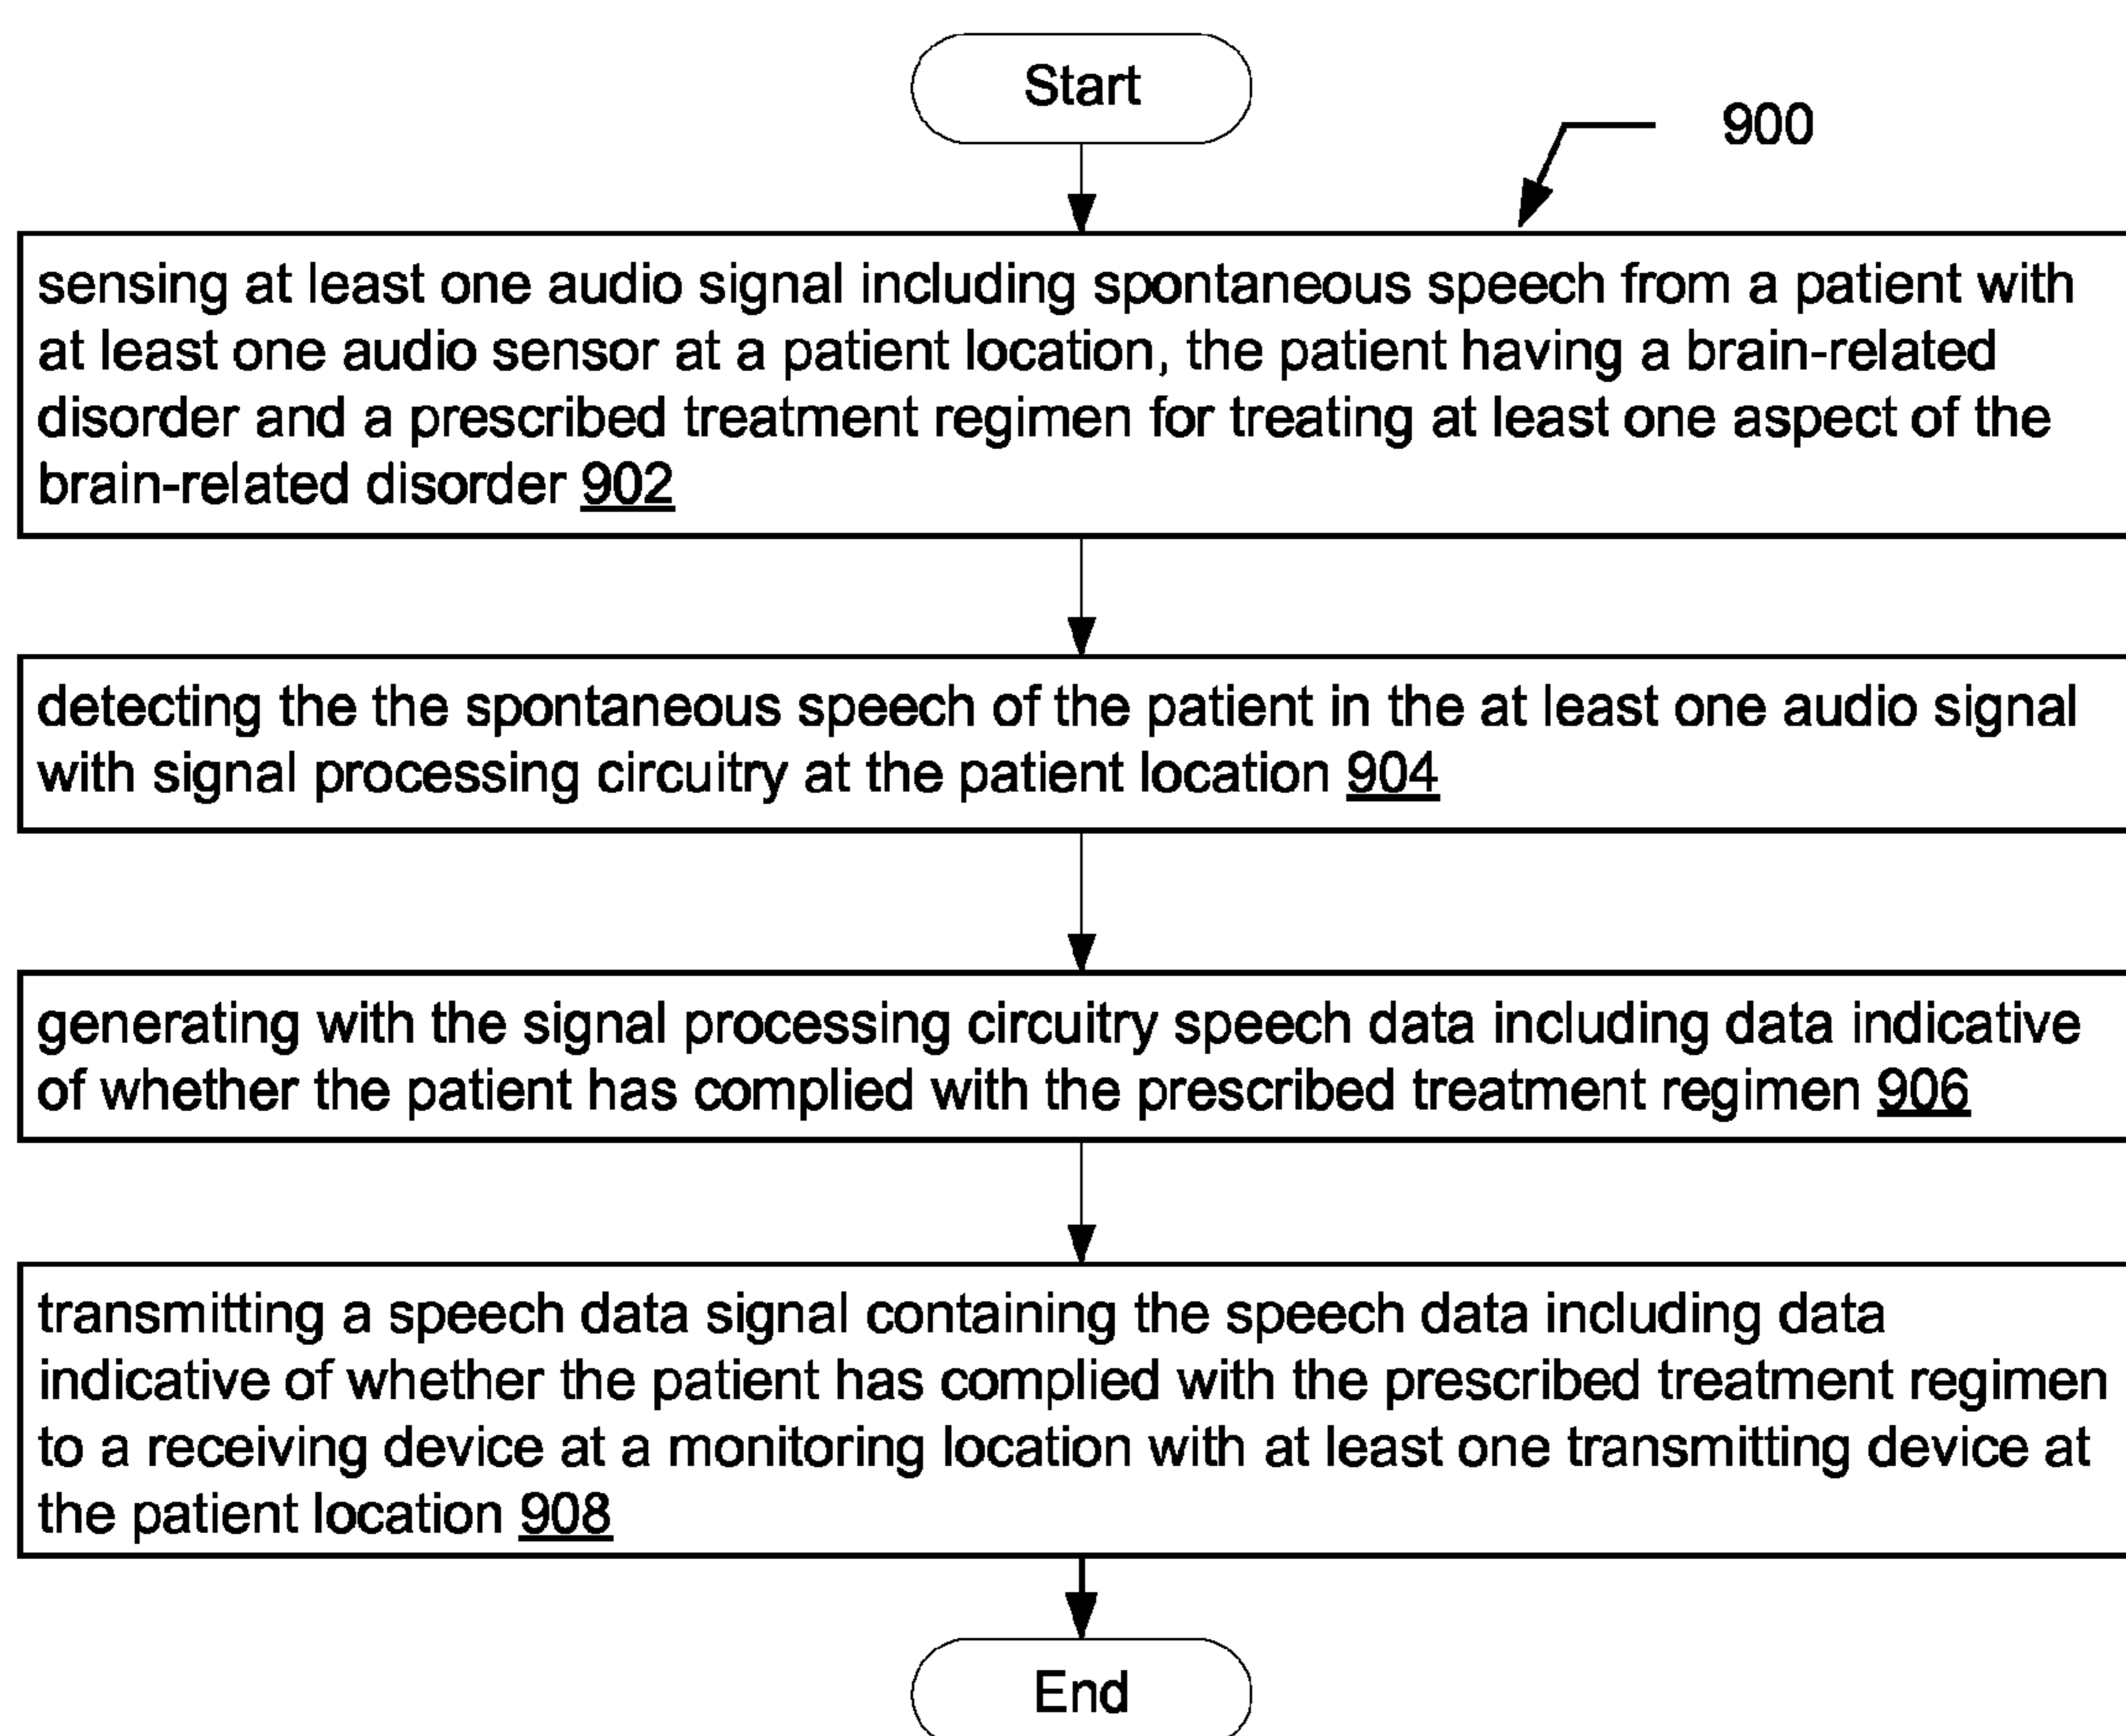 Start
900
sensing at least one audio signal including spontaneous speech from a patient with
at least one audio sensor at a patient location, the patient having a brain-related
disorder and a prescribed treatment regimen for treating at least one aspect of the
brain-related disorder 902
detecting the the spontaneous speech of the patient in the at least one audio signal
with signal processing circuitry at the patient location 904
generating with the signal processing circuitry speech data including data indicative
of whether the patient has complied with the prescribed treatment regimen 906
transmitting a speech data signal containing the speech data including data
indicative of whether the patient has complied with the prescribed treatment regimen
to a receiving device at a monitoring location with at least one transmitting device at
the patient location 908
End